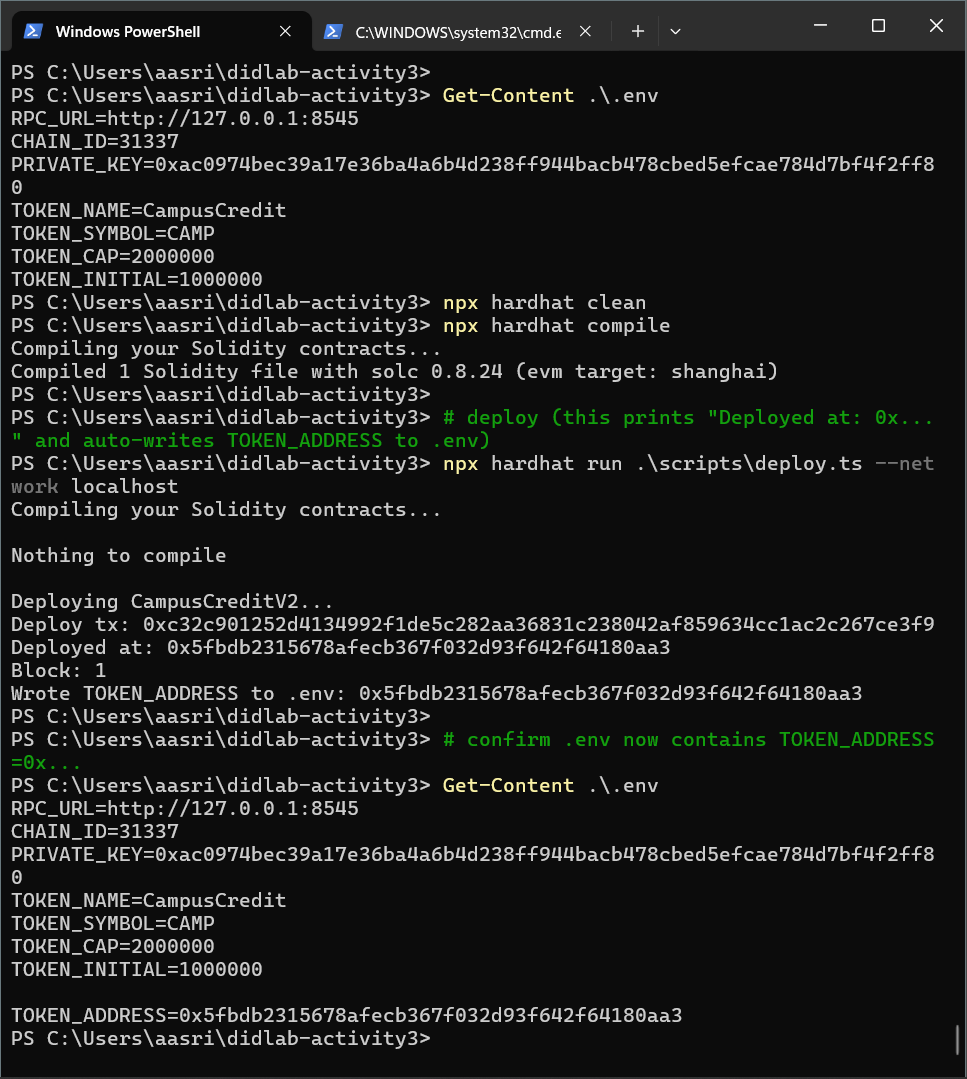 Windows PowerShell
C:\WINDOWS\system32\cmd.e
PS C:\Users\aasri\didlab-activity3>
PS C:\Users\aasri\didlab-activity3> Get-Content .\.env
RPC_URL=http://127.0.0.1:8545
CHAIN_ID=31337
PRIVATE_KEY=0xac0974bec39a17e36ba4a6b4d238ff944bacb478cbed5efcae784d7bf4f2ff8
0
TOKEN_NAME=CampusCredit
TOKEN_SYMBOL=CAMP
TOKEN_CAP=2000000
TOKEN_INITIAL=1000000
PS C:\Users\aasri\didlab-activity3> npx hardhat clean
PS C:\Users\aasri\didlab-activity3> npx hardhat compile
Compiling your Solidity contracts...
Compiled 1 Solidity file with solc 0.8.24 (evm target: shanghai)
PS C:\Users\aasri\didlab-activity3>
PS C:\Users\aasri\didlab-activity3> # deploy (this prints "Deployed at: 0x...
" and auto-writes TOKEN_ADDRESS to .env)
PS C:\Users\aasri\didlab-activity3> npx hardhat run .\scripts\deploy.ts --net
work localhost
Compiling your Solidity contracts...
Nothing to compile
Deploying CampusCreditV2...
Deploy tx: 0xc32c901252d4134992f1de5c282aa36831c238042af859634cc1ac2c267ce3f9
Deployed at: 0x5fbdb2315678afecb367f032d93f642f64180aa3
Block: 1
Wrote TOKEN_ADDRESS to .env: 0x5fbdb2315678afecb367f032d93f642f64180aa3
PS C:\Users\aasri\didlab-activity3>
PS C:\Users\aasri\didlab-activity3> # confirm .env now contains TOKEN_ADDRESS
=0x...
PS C:\Users\aasri\didlab-activity3> Get-Content .\.env
RPC_URL=http://127.0.0.1:8545
CHAIN_ID=31337
PRIVATE_KEY=0xac0974bec39a17e36ba4a6b4d238ff944bacb478cbed5efcae784d7bf4f2ff8
0
TOKEN_NAME=CampusCredit
TOKEN_SYMBOL=CAMP
TOKEN_CAP=2000000
TOKEN_INITIAL=1000000
TOKEN_ADDRESS=0x5fbdb2315678afecb367f032d93f642f64180aa3
PS C:\Users\aasri\didlab-activity3>